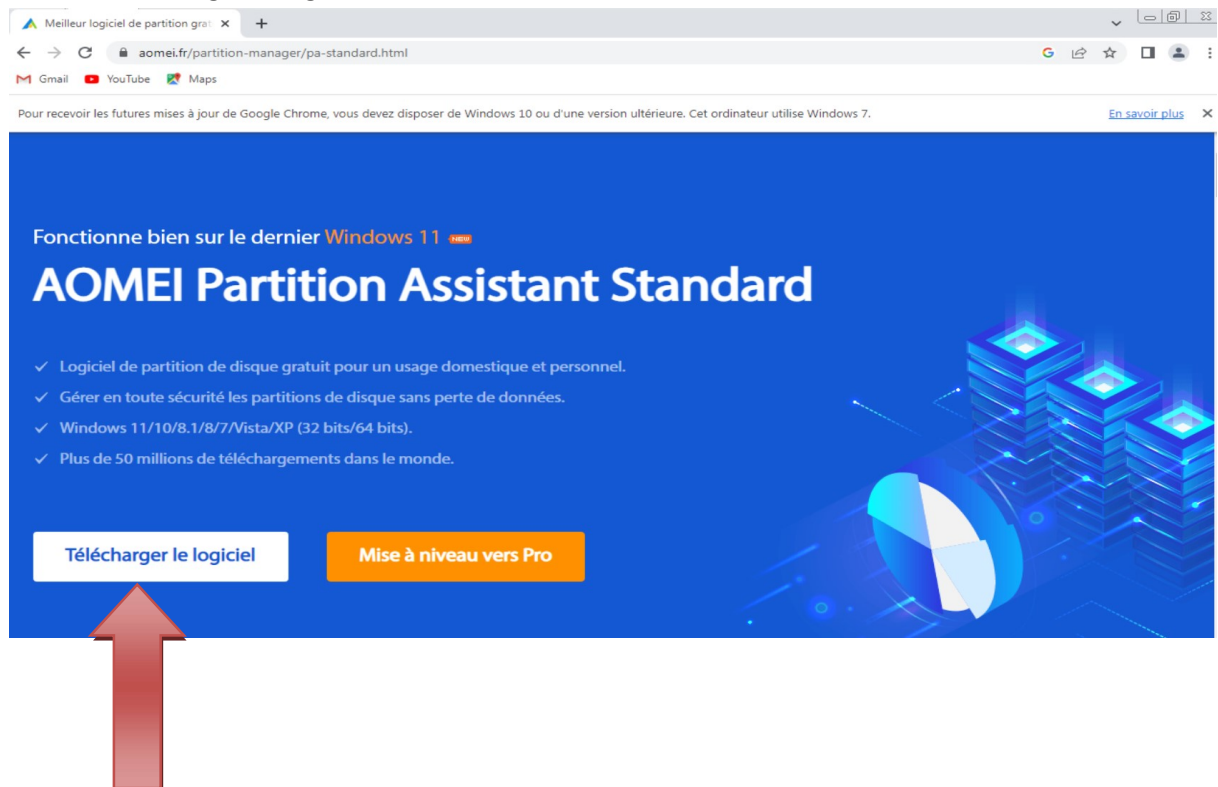 Meilleur logiciel de partition grat
aomei.fr/partition-manager/pa-standard.html
Gmail YouTube Maps
Pour recevoir les futures mises à jour de Google Chrome, vous devez disposer de Windows 10 ou d'une version ultérieure. Cet ordinateur utilise Windows 7. En savoir plus
Fonctionne bien sur le dernier Windows 11 NEW
AOMEI Partition Assistant Standard
Logiciel de partition de disque gratuit pour un usage domestique et personnel.
Gérer en toute sécurité les partitions de disque sans perte de données.
Windows 11/10/8.1/8/7/Vista/XP (32 bits/64 bits).
Plus de 50 millions de téléchargements dans le monde.
Télécharger le logiciel Mise à niveau vers Pro